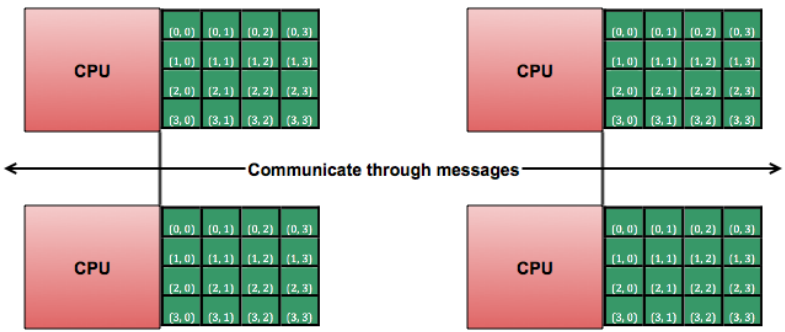 (0, 0) (0, 1) (0, 2) (0, 3) (0, 0) (0, 1) (0, 2) (0, 3)
CPU (1, 0) (1, 1) (1, 2) (1, 3) CPU (1, 0) (1, 1) (1, 2) (1, 3)
(2, 0) (2, 1) (2, 2) (2, 3) (2, 0) (2, 1) (2, 2) (2, 3)
(3, 0) (3, 1) (3, 2) (3, 3) (3, 0) (3, 1) (3, 2) (3, 3)
Communicate through messages
(0, 0) (0, 1) (0, 2) (0, 3) (0, 0) (0, 1) (0, 2) (0, 3)
CPU (1, 0) (1, 1) (1, 2) (1, 3) CPU (1, 0) (1, 1) (1, 2) (1, 3)
(2, 0) (2, 1) (2, 2) (2, 3) (2, 0) (2, 1) (2, 2) (2, 3)
(3, 0) (3, 1) (3, 2) (3, 3) (3, 0) (3, 1) (3, 2) (3, 3)